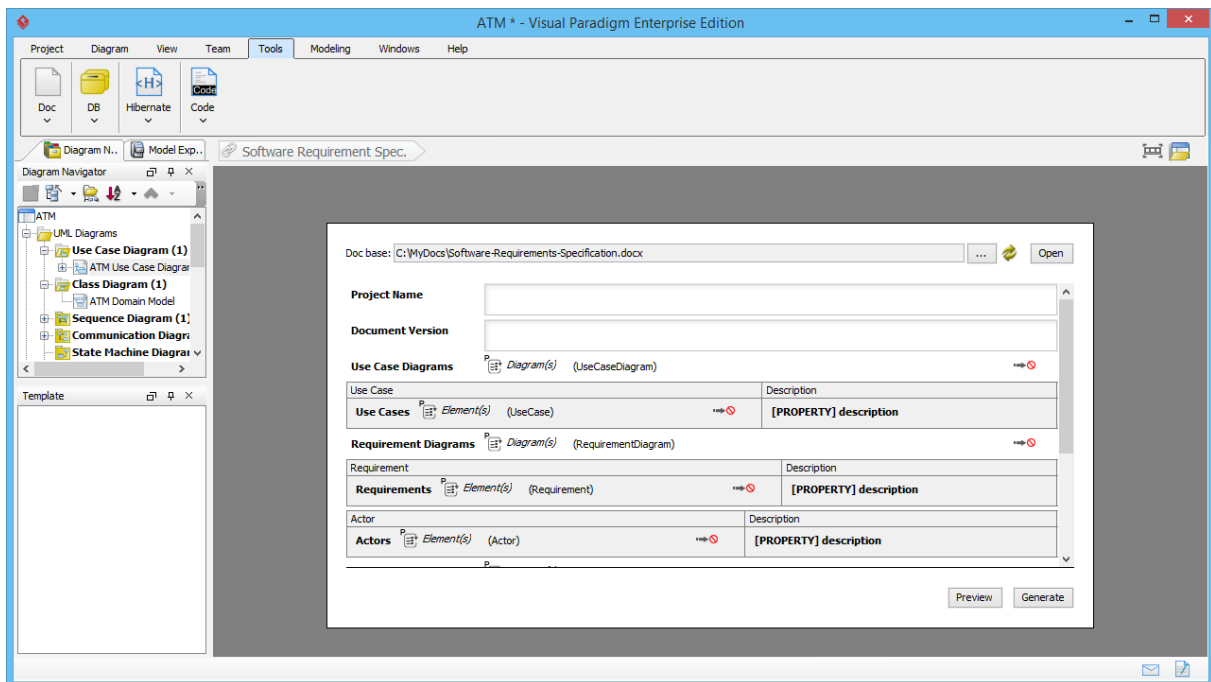 ATM * - Visual Paradigm Enterprise Edition
Project Diagram View Team Tools Modeling Windows Help
<H>
Code
Doc DB Hibernate Code
Diagram N.. Model Exp.. Software Requirement Spec.
Diagram Navigator
ATM
UML Diagrams
Use Case Diagram (1)
ATM Use Case Diagrar
Class Diagram (1)
ATM Domain Model
Sequence Diagram (1)
Communication Diagra
State Machine Diagrar
Template
Doc base: C:\MyDocs\Software-Requirements-Specification.docx ... Open
Project Name
Document Version
Use Case Diagrams P Diagram(s) (UseCaseDiagram)
Use Case Description
Use Cases P Element(s) (UseCase) [PROPERTY] description
Requirement Diagrams P Diagram(s) (RequirementDiagram)
Requirement Description
Requirements P Element(s) (Requirement) [PROPERTY] description
Actor Description
Actors P Element(s) (Actor) [PROPERTY] description
P
Preview Generate